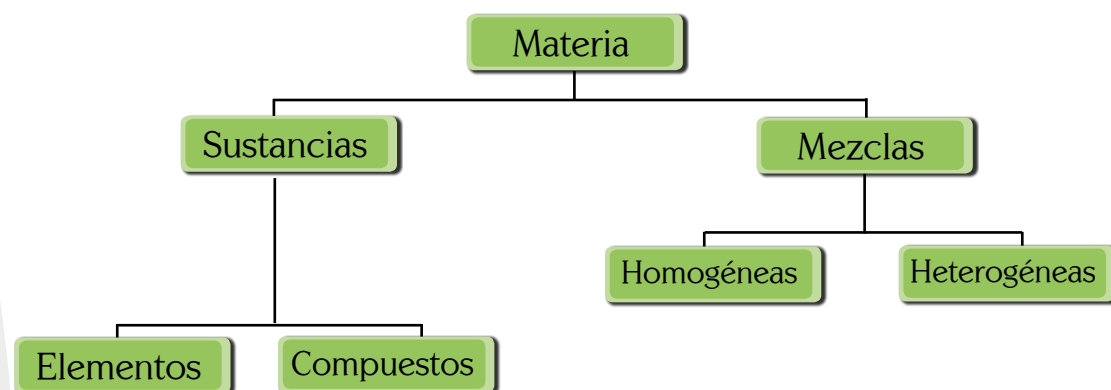 Materia
Sustancias
Mezclas
Homogéneas
Heterogéneas
Elementos
Compuestos